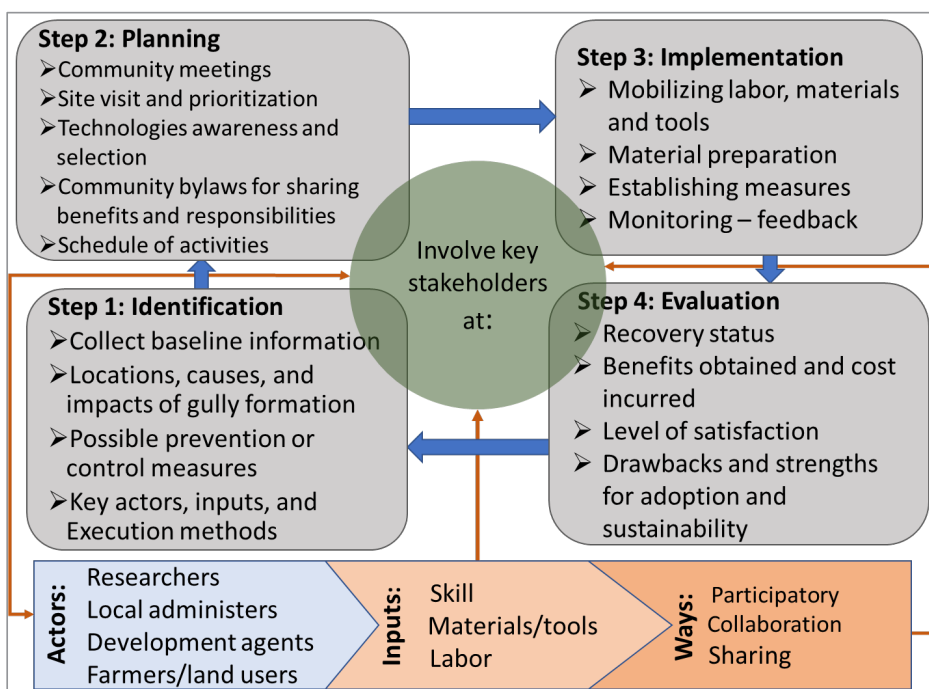 Step 2: Planning
➢Community meetings
➢Site visit and prioritization
➢Technologies awareness and
selection
➢Community bylaws for sharing
benefits and responsibilities
➢Schedule of activities
Step 3: Implementation
➢ Mobilizing labor, materials
and tools
➢ Material preparation
➢ Establishing measures
➢ Monitoring – feedback
Involve key
stakeholders
at:
Step 1: Identification
➢Collect baseline information
➢Locations, causes, and
impacts of gully formation
➢Possible prevention or
control measures
➢Key actors, inputs, and
Execution methods
Step 4: Evaluation
➢ Recovery status
➢ Benefits obtained and cost
incurred
➢ Level of satisfaction
➢ Drawbacks and strengths
for adoption and
sustainability
Actors:
Researchers
Local administers
Development agents
Farmers/land users
Inputs:
Skill
Materials/tools
Labor
Ways:
Participatory
Collaboration
Sharing